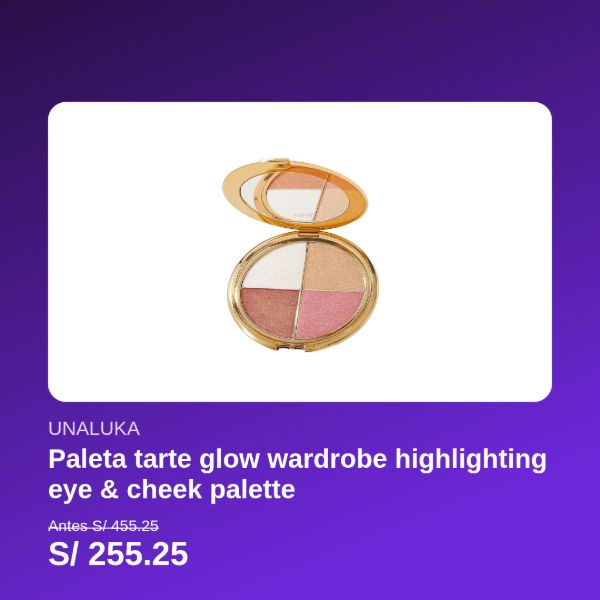 UNALUKA
Paleta tarte glow wardrobe highlighting
eye & cheek palette
Antes S/ 455.25
S/ 255.25